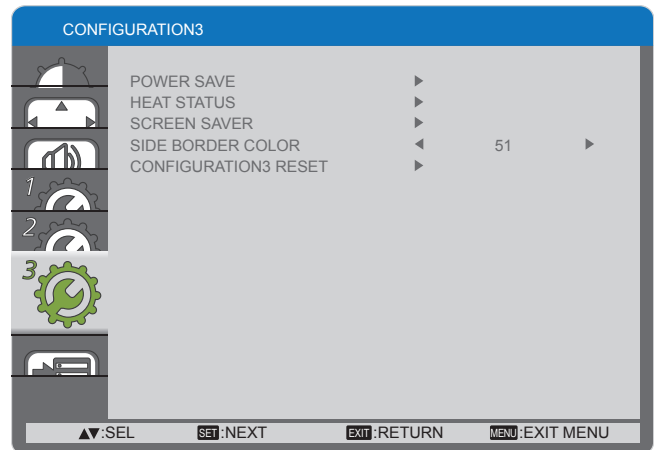 CONFIGURATION3
POWER SAVE
HEAT STATUS
SCREEN SAVER
SIDE BORDER COLOR 51
CONFIGURATION3 RESET
1
2
3
:SEL SET:NEXT EXIT:RETURN MENU:EXIT MENU